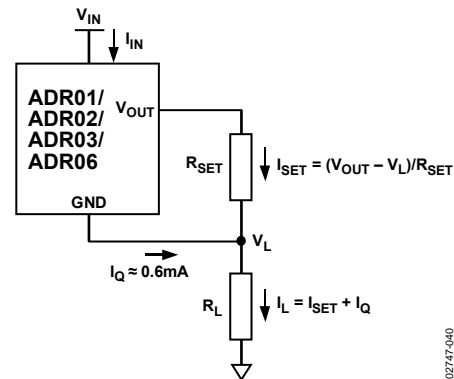 V_IN
I_IN
ADR01/
ADR02/
ADR03/
ADR06
V_OUT
GND
R_SET
I_SET = (V_OUT – V_L)/R_SET
V_L
I_Q ≈ 0.6mA
R_L
I_L = I_SET + I_Q
02747-040